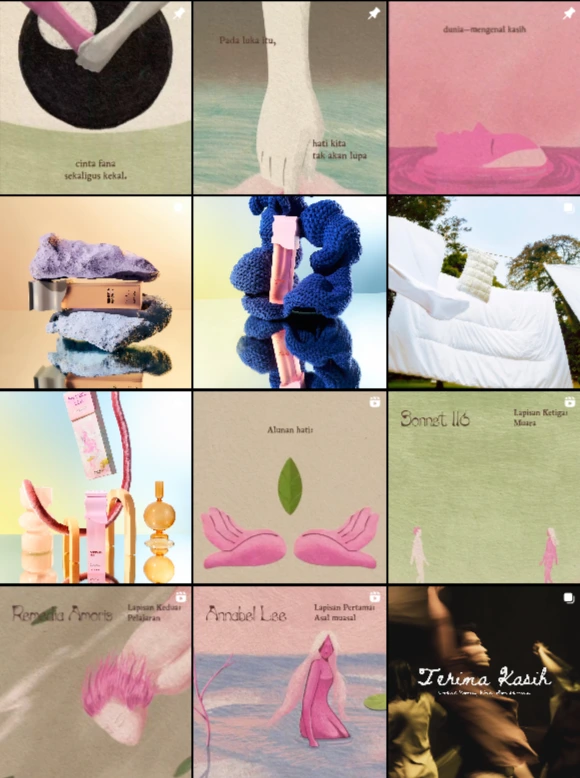 cinta fana
sekaligus kekal.
Pada luka itu,
hati kita
tak akan lupa
dunia—mengenal kasih
Alunan hati
Sonnet 116
Lapisan Ketiga:
Muara
Remedia Amoris
Lapisan Kedua:
Pelajaran
Annabel Lee
Lapisan Pertama:
Asal muasal
Terima Kasih